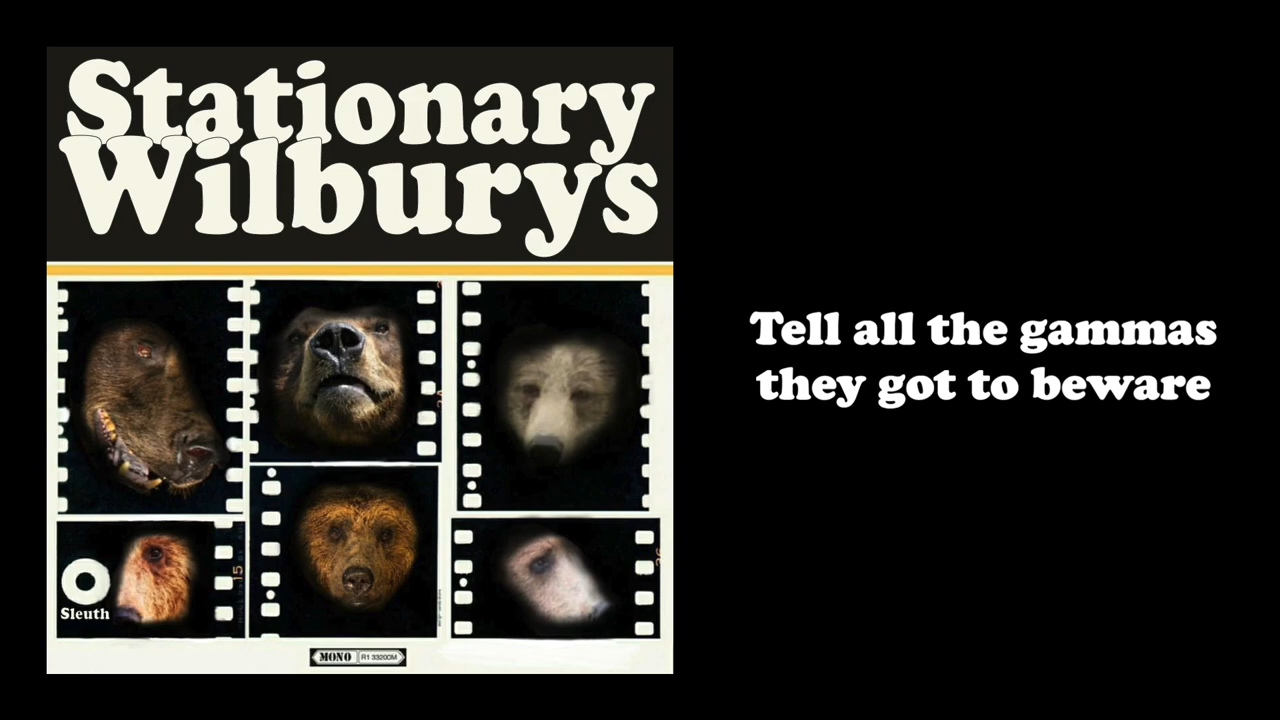 Stationary
Wilburys
Sleuth
15
MONO R1 33200M
Tell all the gammas
they got to beware